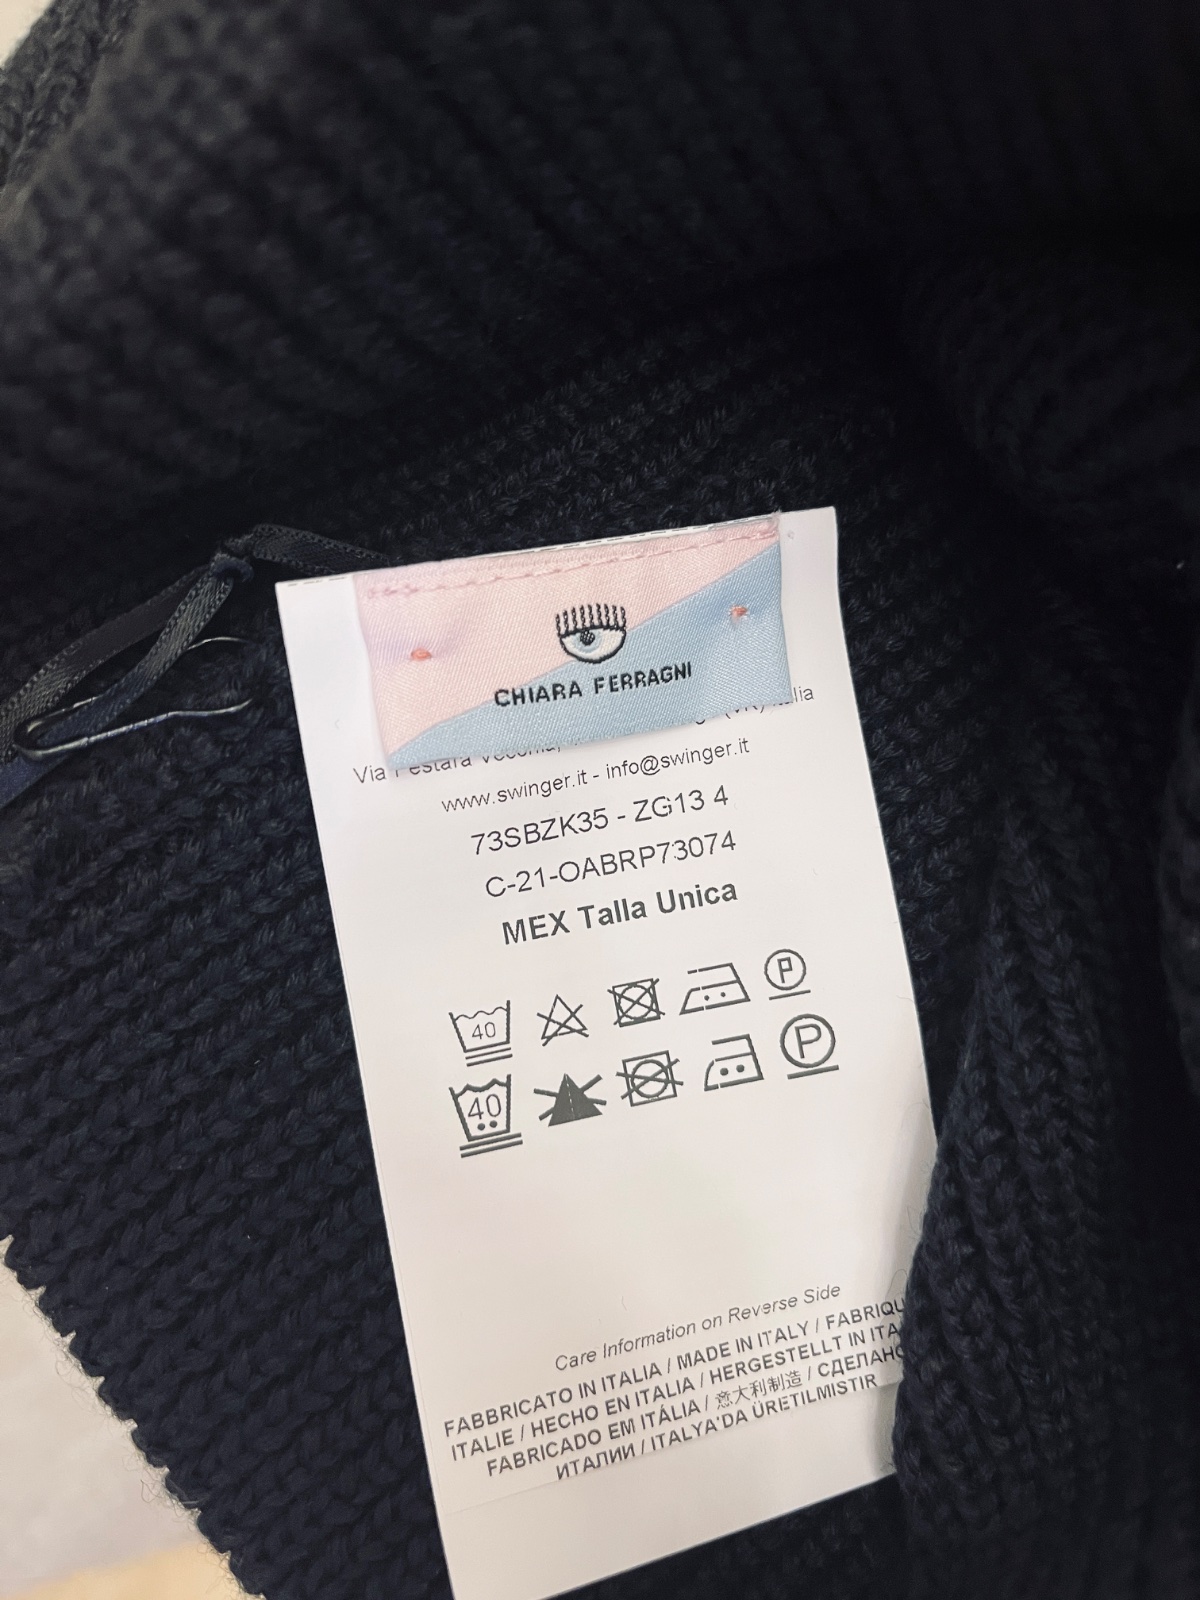 CHIARA FERRAGNI
Via
www.swinger.it - info@swinger.it
73SBZK35 - ZG13 4
C-21-OABRP73074
MEX Talla Unica
40 P
40 P
Care Information on Reverse Side
FABBRICATO IN ITALIA / MADE IN ITALY / FABRIQU
ITALIE / HECHO EN ITALIA / HERGESTELLT IN ITA
FABRICADO EM ITÁLIA / 意大利制造 / СДЕЛАНО
ИТАЛИИ / ITALYA'DA ÜRETILMISTIR